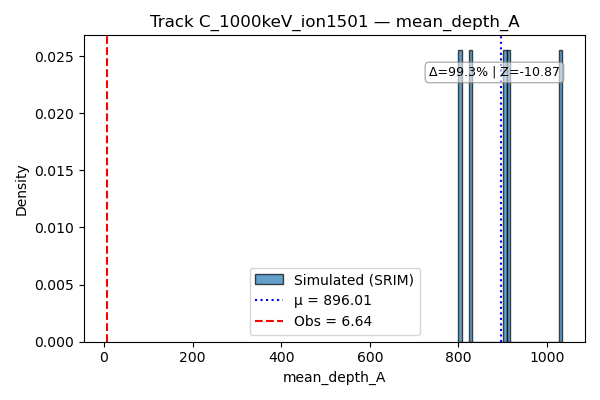 Track C_1000keV_ion1501 — mean_depth_A
Δ=99.3% | Z=-10.87
0.025
0.020
0.015
0.010
0.005
0.000
Density
Simulated (SRIM)
μ = 896.01
Obs = 6.64
0 200 400 600 800 1000
mean_depth_A